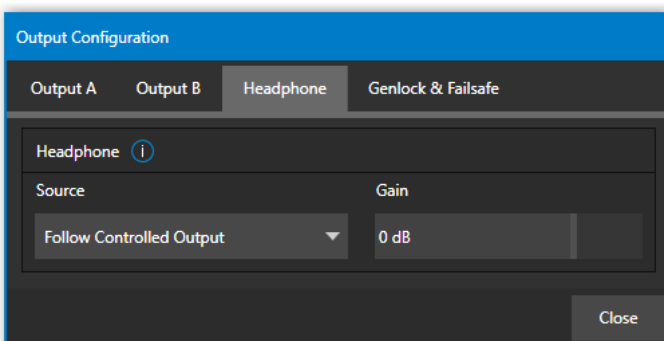 Output Configuration
Output A Output B Headphone Genlock & Failsafe
Headphone i
Source Gain
Follow Controlled Output 0 dB
Close